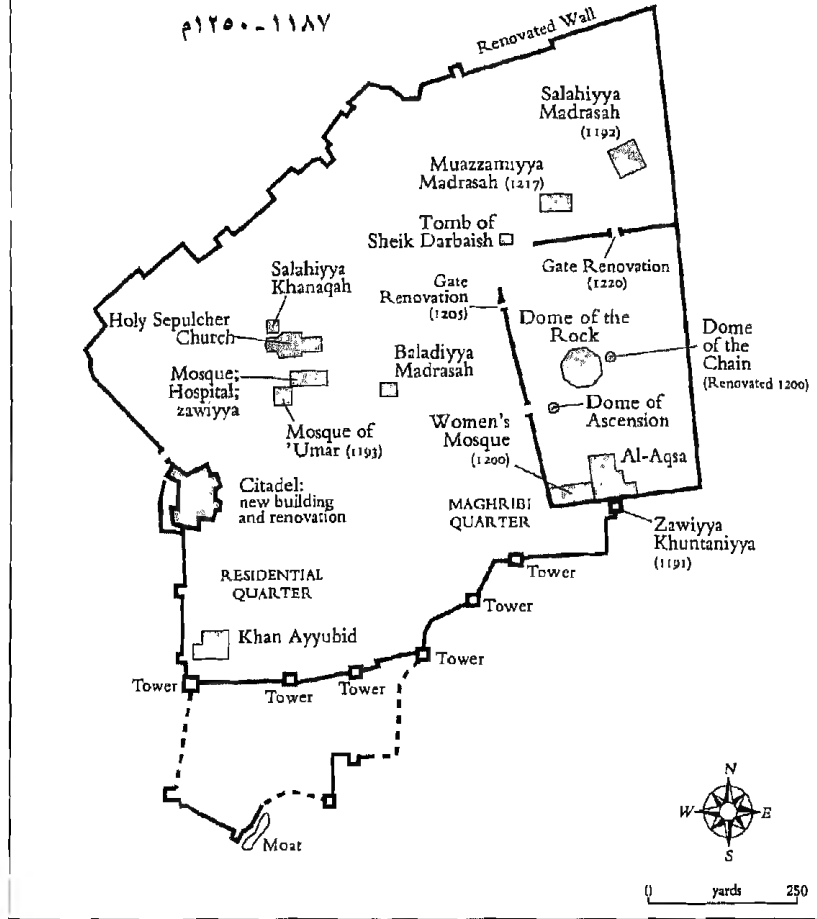 ١١٨٧-١٢٥٠م
Renovated Wall
Salahiyya
Madrasah
(1192)
Muazzamiyya
Madrasah (1217)
Tomb of
Sheik Darbaish
Gate Renovation
(1220)
Salahiyya
Khanaqah
Gate
Renovation
(1205)
Holy Sepulcher
Church
Dome of the
Rock
Dome
of the
Chain
(Renovated 1200)
Baladiyya
Madrasah
Mosque;
Hospital;
zawiyya
Dome of
Ascension
Women's
Mosque
(1200)
Mosque of
'Umar (1193)
Al-Aqsa
Citadel:
new building
and renovation
MAGHRIBI
QUARTER
Zawiyya
Khuntaniyya
(1191)
Tower
RESIDENTIAL
QUARTER
Tower
Khan Ayyubid
Tower
Tower
Tower
Tower
Moat
N
W
E
S
0 yards 250